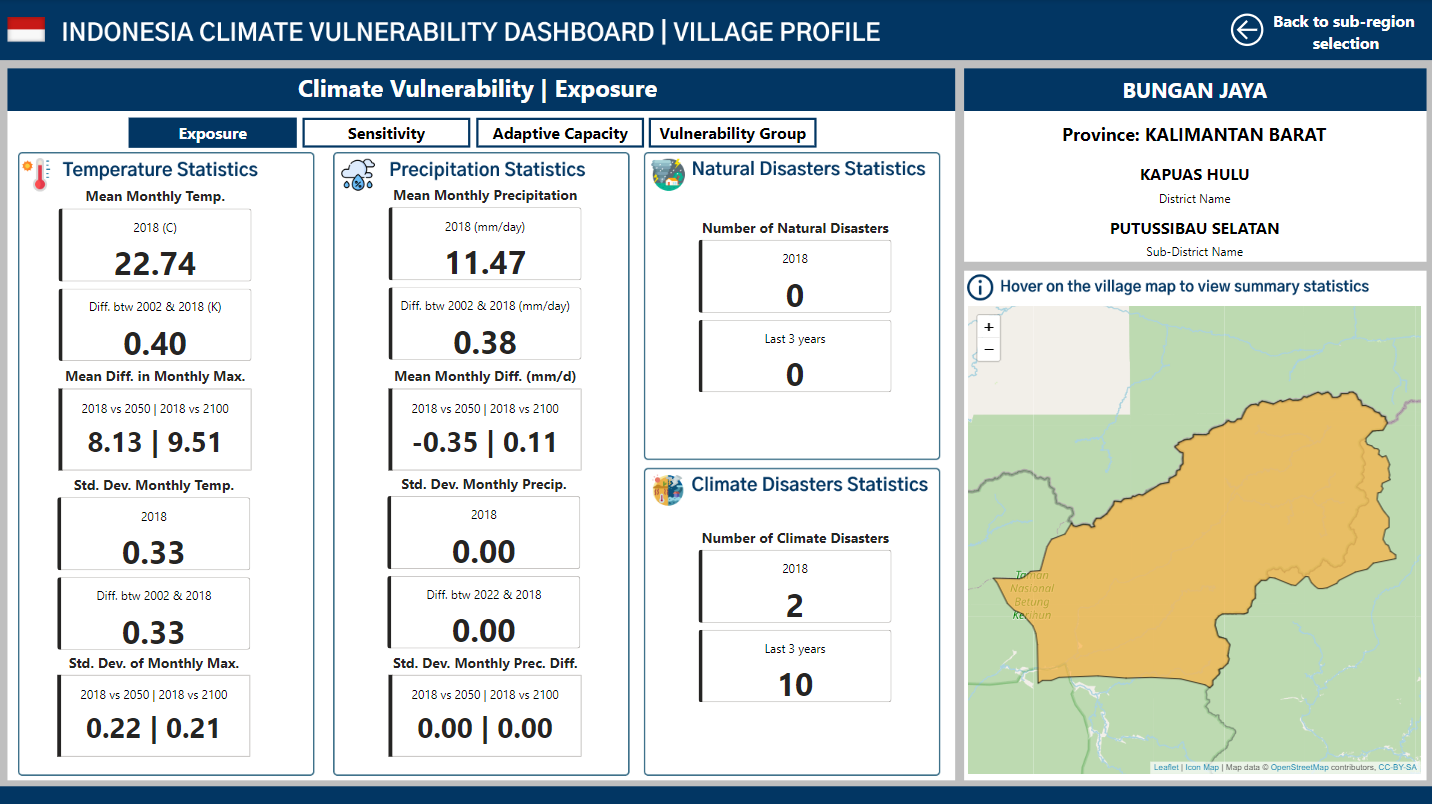 INDONESIA CLIMATE VULNERABILITY DASHBOARD | VILLAGE PROFILE
Back to sub-region
selection
Climate Vulnerability | Exposure
Exposure
Sensitivity
Adaptive Capacity
Vulnerability Group
Temperature Statistics
Mean Monthly Temp.
2018 (C)
22.74
Diff. btw 2002 & 2018 (K)
0.40
Mean Diff. in Monthly Max.
2018 vs 2050 | 2018 vs 2100
8.13 | 9.51
Std. Dev. Monthly Temp.
2018
0.33
Diff. btw 2002 & 2018
0.33
Std. Dev. of Monthly Max.
2018 vs 2050 | 2018 vs 2100
0.22 | 0.21
Precipitation Statistics
Mean Monthly Precipitation
2018 (mm/day)
11.47
Diff. btw 2002 & 2018 (mm/day)
0.38
Mean Monthly Diff. (mm/d)
2018 vs 2050 | 2018 vs 2100
-0.35 | 0.11
Std. Dev. Monthly Precip.
2018
0.00
Diff. btw 2022 & 2018
0.00
Std. Dev. Monthly Prec. Diff.
2018 vs 2050 | 2018 vs 2100
0.00 | 0.00
Natural Disasters Statistics
Number of Natural Disasters
2018
0
Last 3 years
0
Climate Disasters Statistics
Number of Climate Disasters
2018
2
Last 3 years
10
BUNGAN JAYA
Province: KALIMANTAN BARAT
KAPUAS HULU
District Name
PUTUSSIBAU SELATAN
Sub-District Name
Hover on the village map to view summary statistics
+
−
Taman
Nasional
Betung
Kerihun
Leaflet | Icon Map | Map data © OpenStreetMap contributors, CC-BY-SA